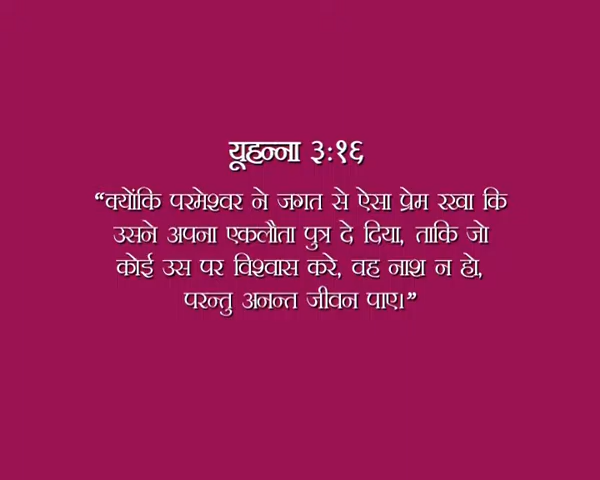 यूहन्ना ३:१६
“क्योंकि परमेश्वर ने जगत से ऐसा प्रेम रखा कि
उसने अपना एकलौता पुत्र दे दिया, ताकि जो
कोई उस पर विश्वास करे, वह नाश न हो,
परन्तु अनन्त जीवन पाए।”